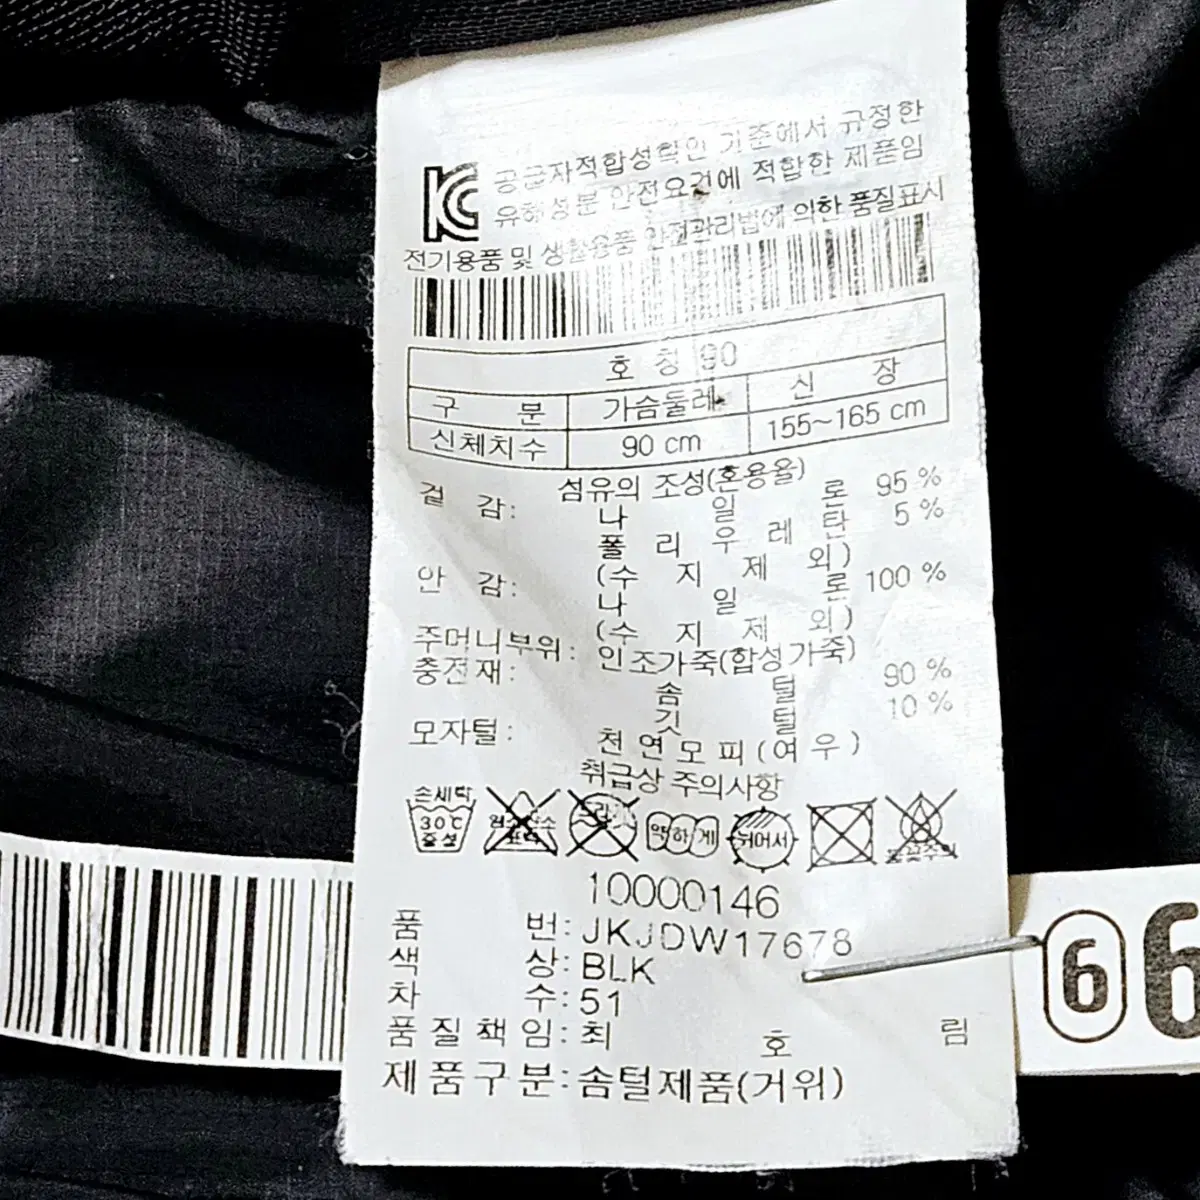 KC 공급자적합성확인 기준에서 규정한
유해성분 안전요건에 적합한 제품임
전기용품 및 생활용품 안전관리법에 의한 품질표시
호 칭 90
구 분 가슴둘레 신 장
신체치수 90 cm 155~165 cm
섬유의 조성(혼용율)
겉 감: 나 일 론 95 %
폴 리 우 레 탄 5 %
(수 지 제 외)
안 감: 나 일 론 100 %
(수 지 제 외)
주머니부위: 인조가죽(합성가죽)
충전재: 솜 털 90 %
깃 털 10 %
모자털: 천연모피(여우)
취급상 주의사항
손세탁
30℃
중성
약하게
뉘어서
10000146
품 번: JKJDW17678
색 상: BLK
차 수: 51
품질책임: 최 호 림
제품구분: 솜털제품(거위)
6 6